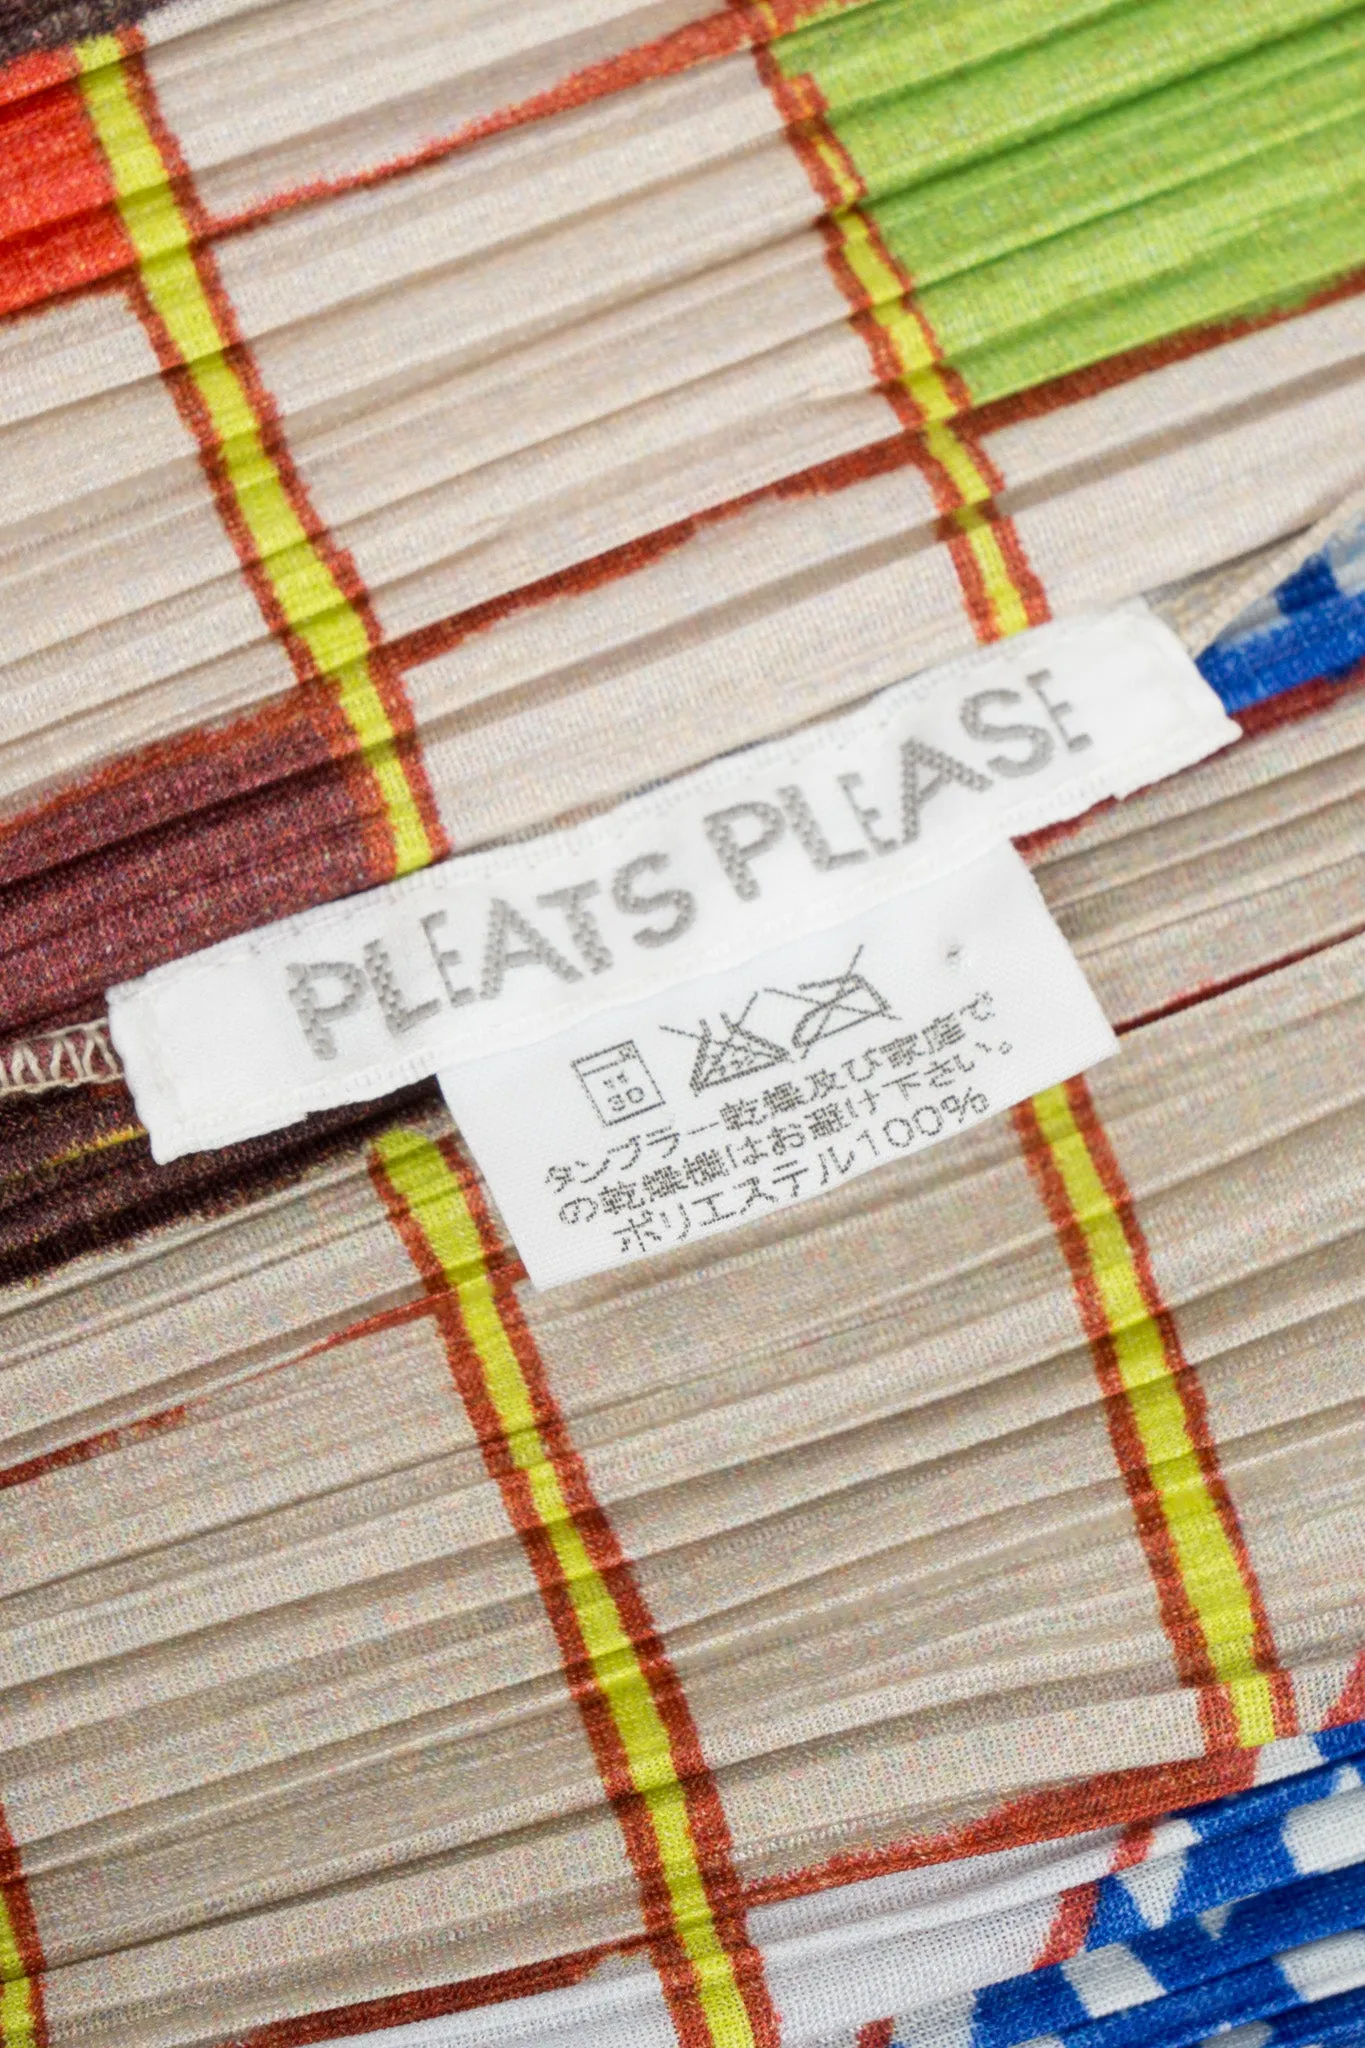 PLEATS PLEASE
タンブラー乾燥及び家庭で
の乾燥機はお避け下さい。
ポリエステル100%